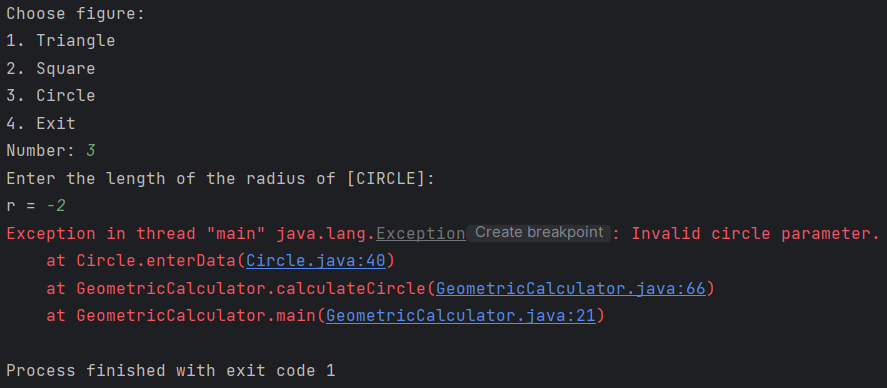 Choose figure:
1. Triangle
2. Square
3. Circle
4. Exit
Number: 3
Enter the length of the radius of [CIRCLE]:
r = -2
Exception in thread "main" java.lang.Exception Create breakpoint : Invalid circle parameter.
    at Circle.enterData(Circle.java:40)
    at GeometricCalculator.calculateCircle(GeometricCalculator.java:66)
    at GeometricCalculator.main(GeometricCalculator.java:21)
Process finished with exit code 1